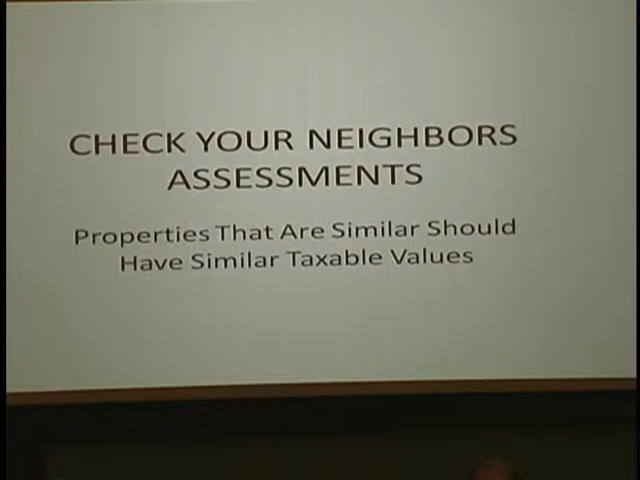 CHECK YOUR NEIGHBORS
ASSESSMENTS
Properties That Are Similar Should
Have Similar Taxable Values